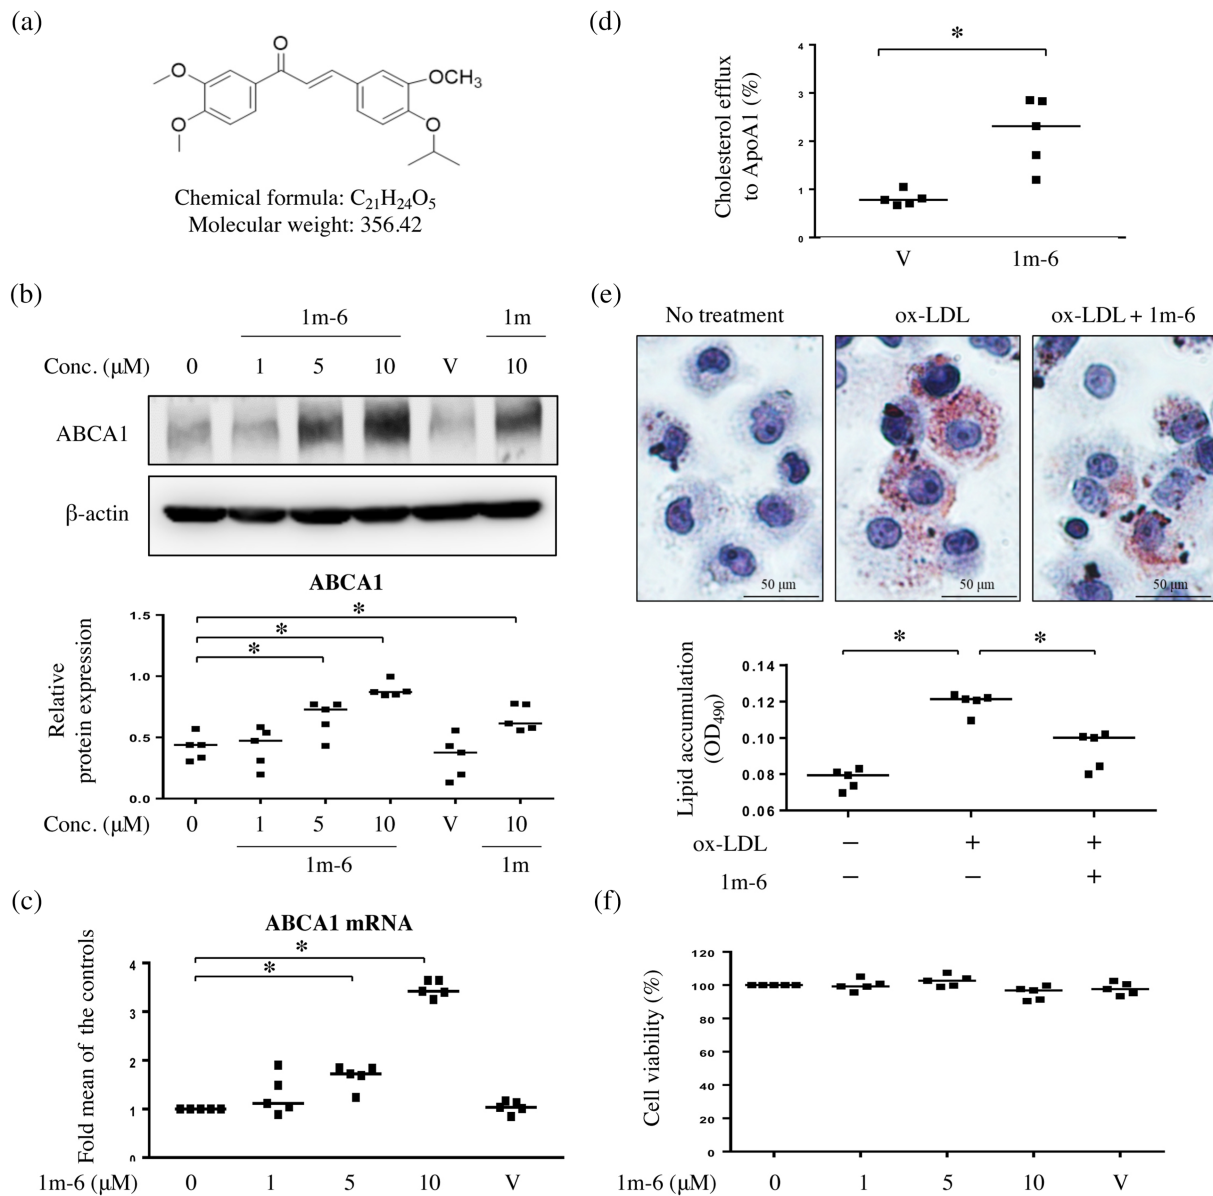 (a)
O
O
O
OCH3
O
Chemical formula: C21H24O5
Molecular weight: 356.42
(b)
1m-6
1m
Conc. (μM)
0
1
5
10
V
10
ABCA1
β-actin
ABCA1
Relative
protein expression
1.5
1.0
0.5
0.0
*
*
*
Conc. (μM)
0
1
5
10
V
10
1m-6
1m
(c)
ABCA1 mRNA
Fold mean of the controls
4
3
2
1
0
*
*
1m-6 (μM)
0
1
5
10
V
(d)
Cholesterol efflux
to ApoA1 (%)
4
3
2
1
0
*
V
1m-6
(e)
No treatment
ox-LDL
ox-LDL + 1m-6
50 μm
50 μm
50 μm
Lipid accumulation
(OD490)
0.14
0.12
0.10
0.08
0.06
*
*
ox-LDL
−
+
+
1m-6
−
−
+
(f)
Cell viability (%)
120
100
80
60
40
20
0
1m-6 (μM)
0
1
5
10
V